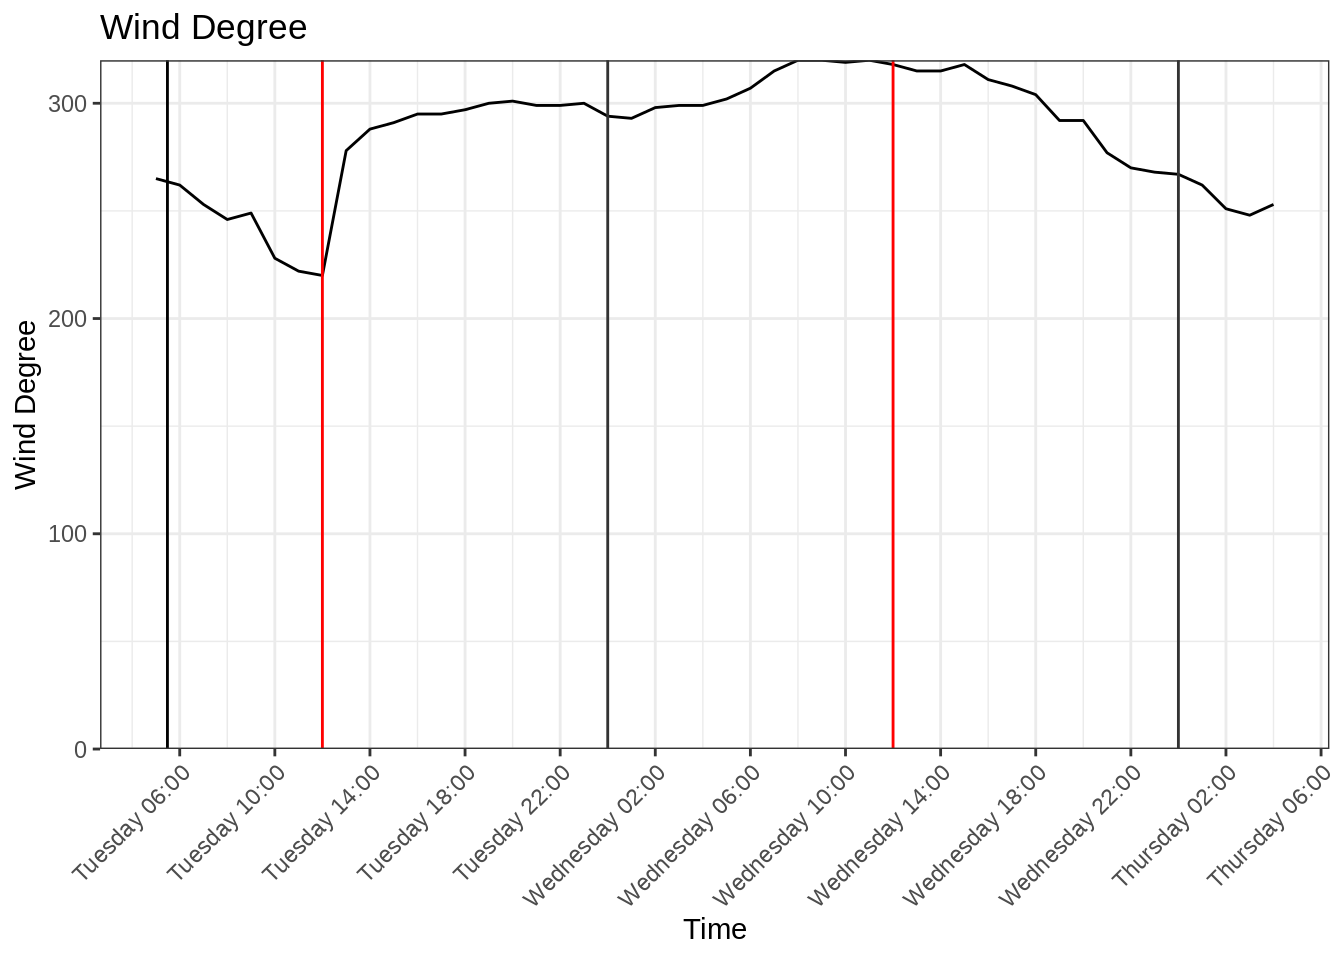 Wind Degree
Wind Degree
300
200
100
0
Tuesday 06:00
Tuesday 10:00
Tuesday 14:00
Tuesday 18:00
Tuesday 22:00
Wednesday 02:00
Wednesday 06:00
Wednesday 10:00
Wednesday 14:00
Wednesday 18:00
Wednesday 22:00
Thursday 02:00
Thursday 06:00
Time